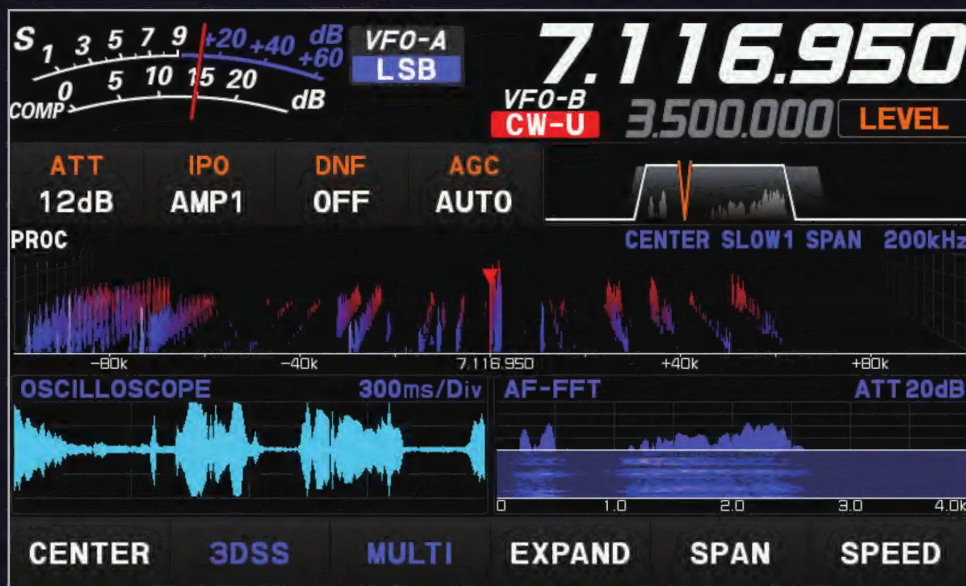 S 1 3 5 7 9 +20 +40 dB +60
0 5 10 15 20 dB
COMP
VFO-A
LSB
7.116.950
VFO-B
CW-U
3.500.000
LEVEL
ATT IPO DNF AGC
12dB AMP1 OFF AUTO
PROC CENTER SLOW1 SPAN 200kHz
-80k -40k 7.116.950 +40k +80k
OSCILLOSCOPE 300ms/Div AF-FFT ATT 20dB
0 1.0 2.0 3.0 4.0k
CENTER 3DSS MULTI EXPAND SPAN SPEED